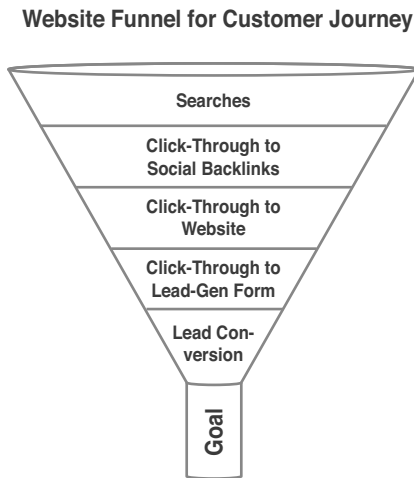 Website Funnel for Customer Journey
Searches
Click-Through to
Social Backlinks
Click-Through to
Website
Click-Through to
Lead-Gen Form
Lead Con-
version
Goal